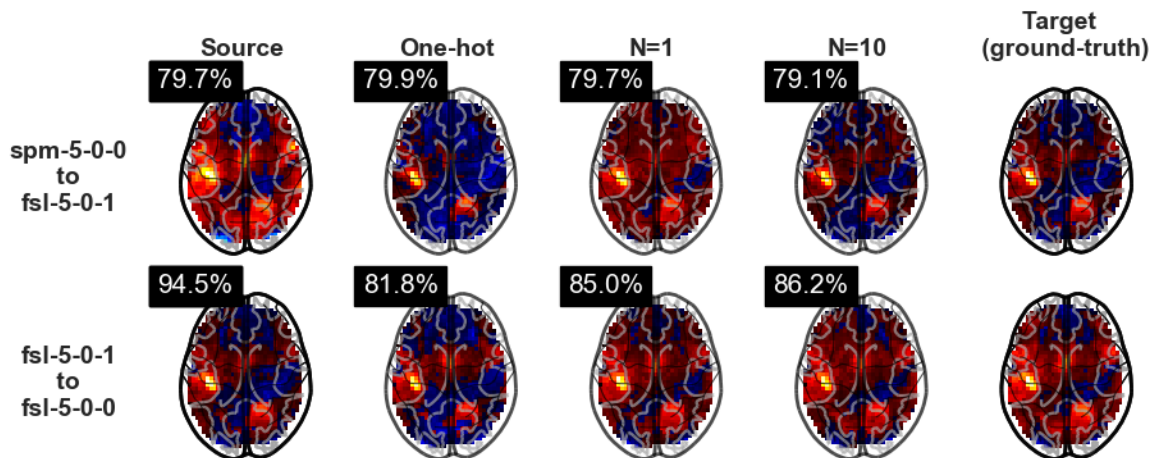 Source
One-hot
N=1
N=10
Target
(ground-truth)
79.7%
79.9%
79.7%
79.1%
spm-5-0-0
to
fsl-5-0-1
94.5%
81.8%
85.0%
86.2%
fsl-5-0-1
to
fsl-5-0-0